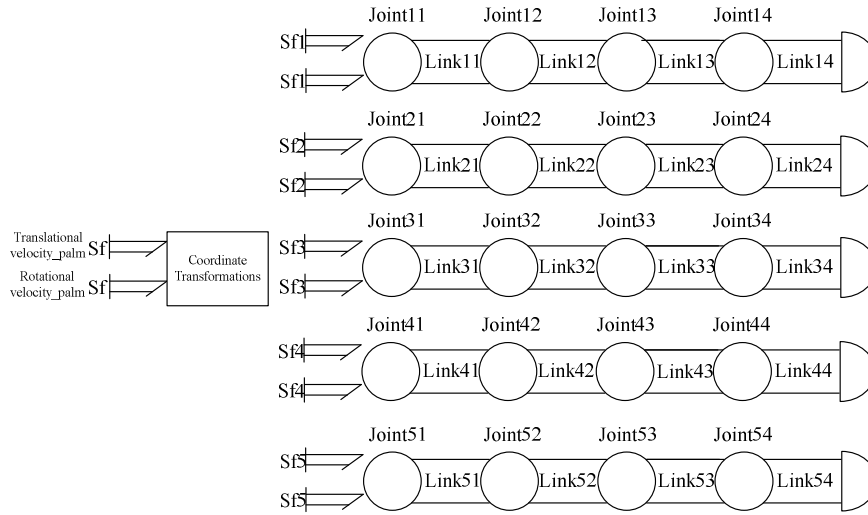 Joint11 Joint12 Joint13 Joint14
Sf1
Link11 Link12 Link13 Link14
Sf1
Joint21 Joint22 Joint23 Joint24
Sf2
Link21 Link22 Link23 Link24
Sf2
Joint31 Joint32 Joint33 Joint34
Translational
velocity_palm Sf
Rotational
velocity_palm Sf
Coordinate
Transformations
Sf3
Link31 Link32 Link33 Link34
Sf3
Joint41 Joint42 Joint43 Joint44
Sf4
Link41 Link42 Link43 Link44
Sf4
Joint51 Joint52 Joint53 Joint54
Sf5
Link51 Link52 Link53 Link54
Sf5